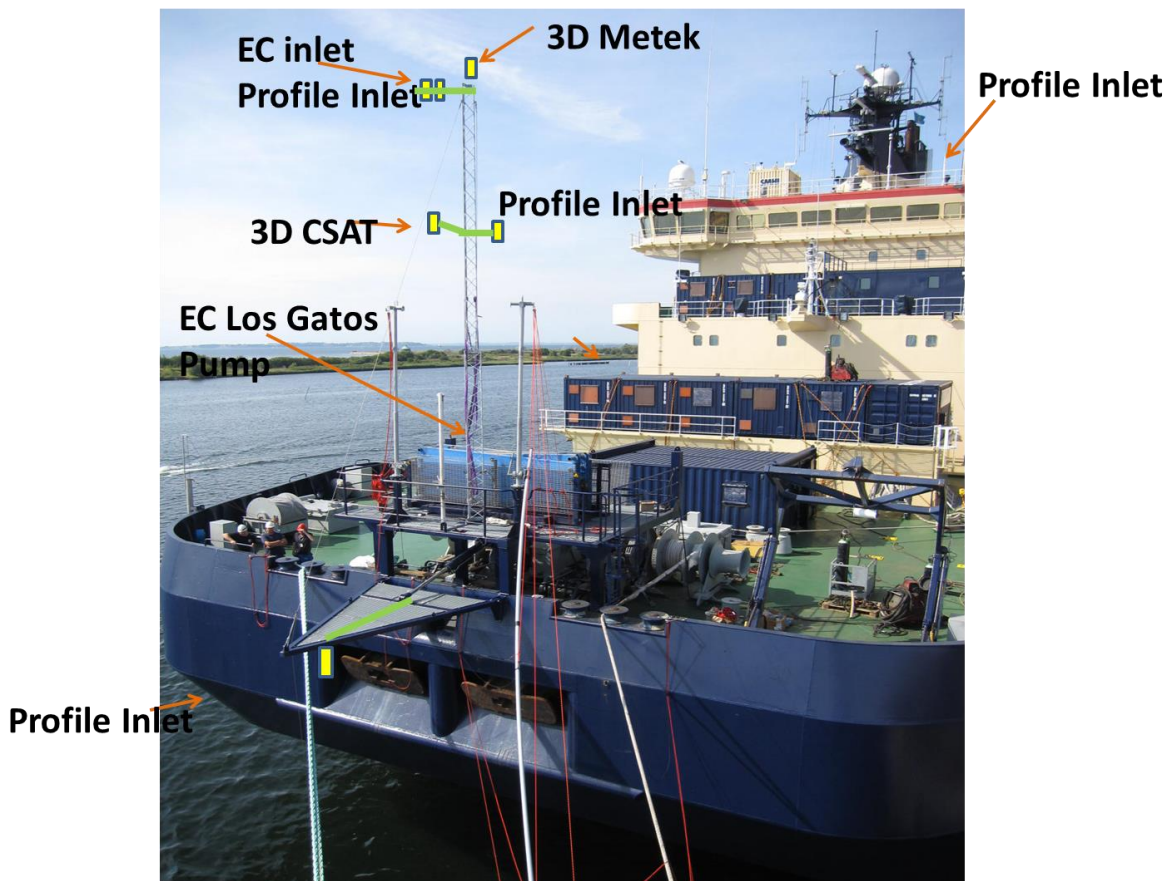 3D Metek
EC inlet
Profile Inlet
Profile Inlet
Profile Inlet
3D CSAT
EC Los Gatos
Pump
Profile Inlet